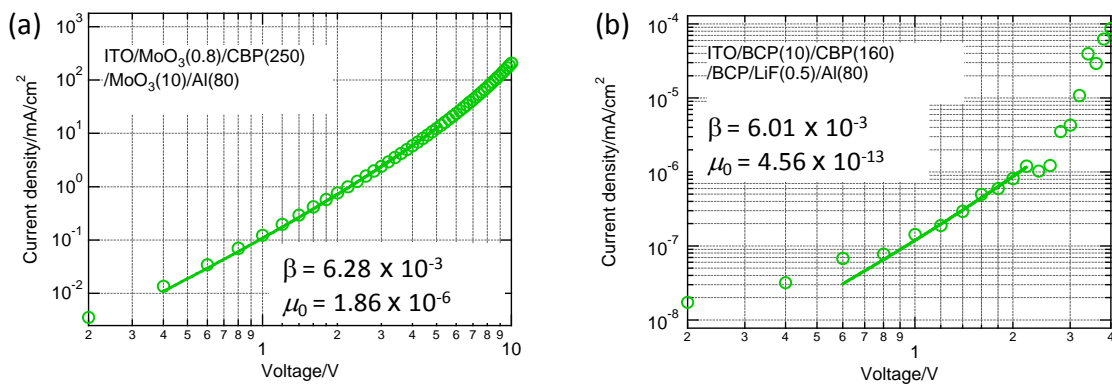 (a)
10³
10²
10¹
10⁰
10⁻¹
10⁻²
Current density/mA/cm²
ITO/MoO₃(0.8)/CBP(250)
/MoO₃(10)/Al(80)
β = 6.28 x 10⁻³
μ₀ = 1.86 x 10⁻⁶
2 3 4 5 6 7 8 9 1 2 3 4 5 6 7 8 9 10
Voltage/V
(b)
10⁻⁴
10⁻⁵
10⁻⁶
10⁻⁷
10⁻⁸
Current density/mA/cm²
ITO/BCP(10)/CBP(160)
/BCP/LiF(0.5)/Al(80)
β = 6.01 x 10⁻³
μ₀ = 4.56 x 10⁻¹³
2 3 4 5 6 7 8 9 1 2 3 4
Voltage/V